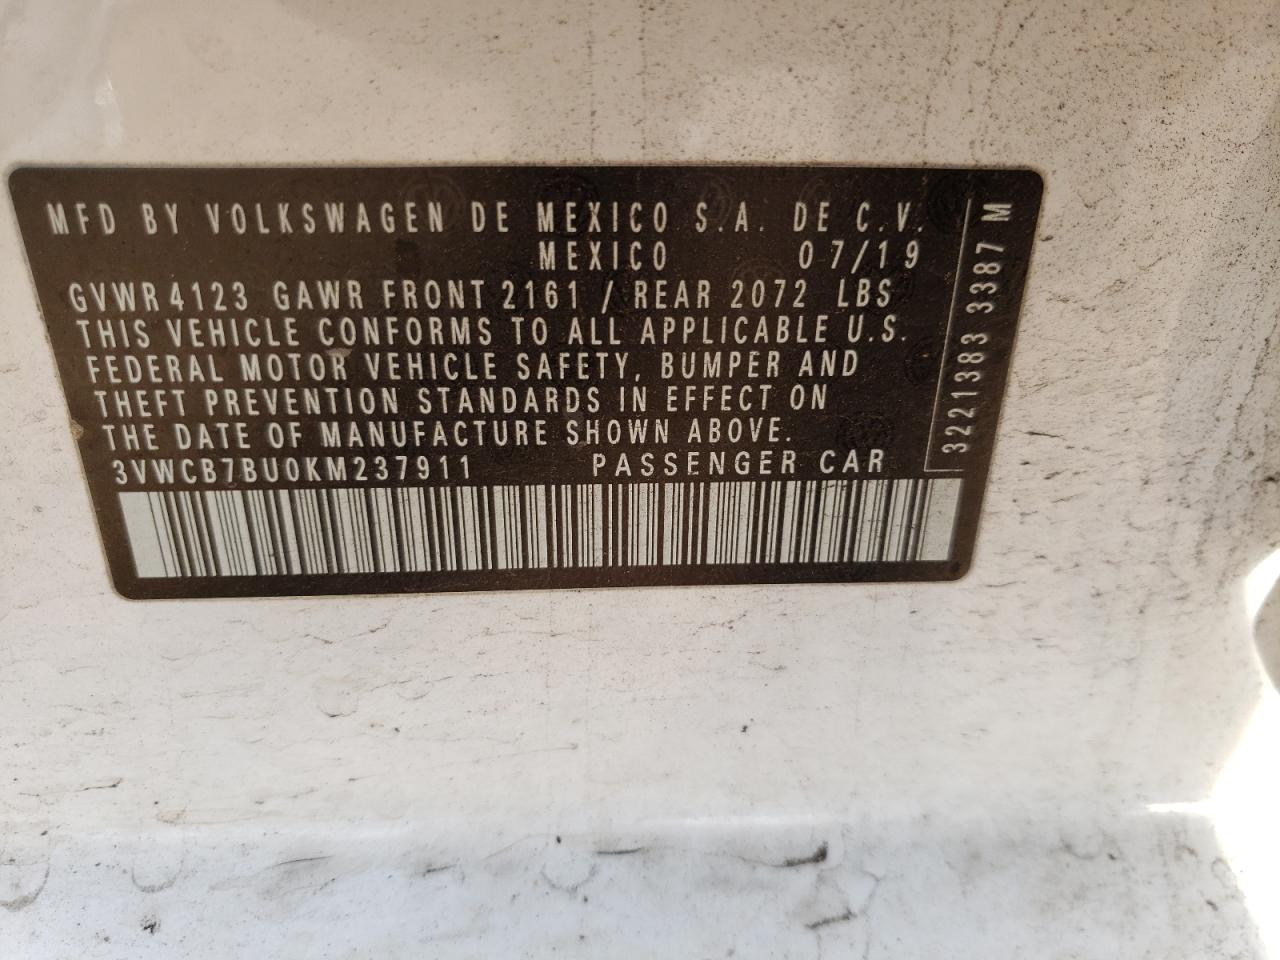 MFD BY VOLKSWAGEN DE MEXICO S.A. DE C.V.
MEXICO 07/19
GVWR 4123 GAWR FRONT 2161 / REAR 2072 LBS
THIS VEHICLE CONFORMS TO ALL APPLICABLE U.S.
FEDERAL MOTOR VEHICLE SAFETY, BUMPER AND
THEFT PREVENTION STANDARDS IN EFFECT ON
THE DATE OF MANUFACTURE SHOWN ABOVE.
3VWCB7BU0KM237911 PASSENGER CAR
3221383 3387 M